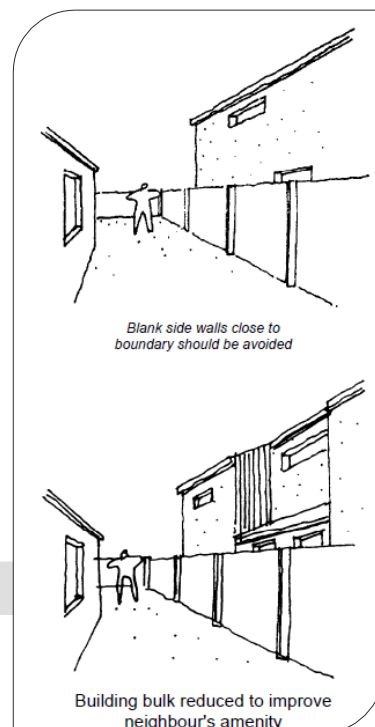 Blank side walls close to
boundary should be avoided
Building bulk reduced to improve
neighbour's amenity